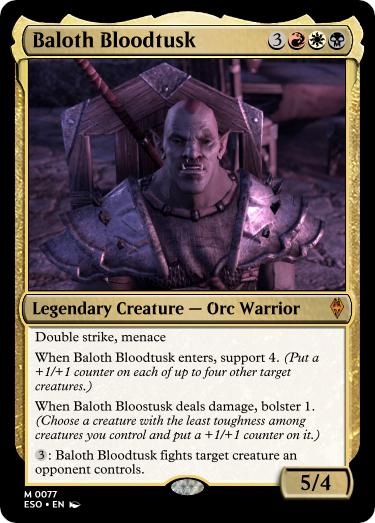 Baloth Bloodtusk 3
Legendary Creature — Orc Warrior
Double strike, menace
When Baloth Bloodtusk enters, support 4. (Put a
+1/+1 counter on each of up to four other target
creatures.)
When Baloth Bloostusk deals damage, bolster 1.
(Choose a creature with the least toughness among
creatures you control and put a +1/+1 counter on it.)
3 : Baloth Bloodtusk fights target creature an
opponent controls.
5/4
M 0077
ESO • EN